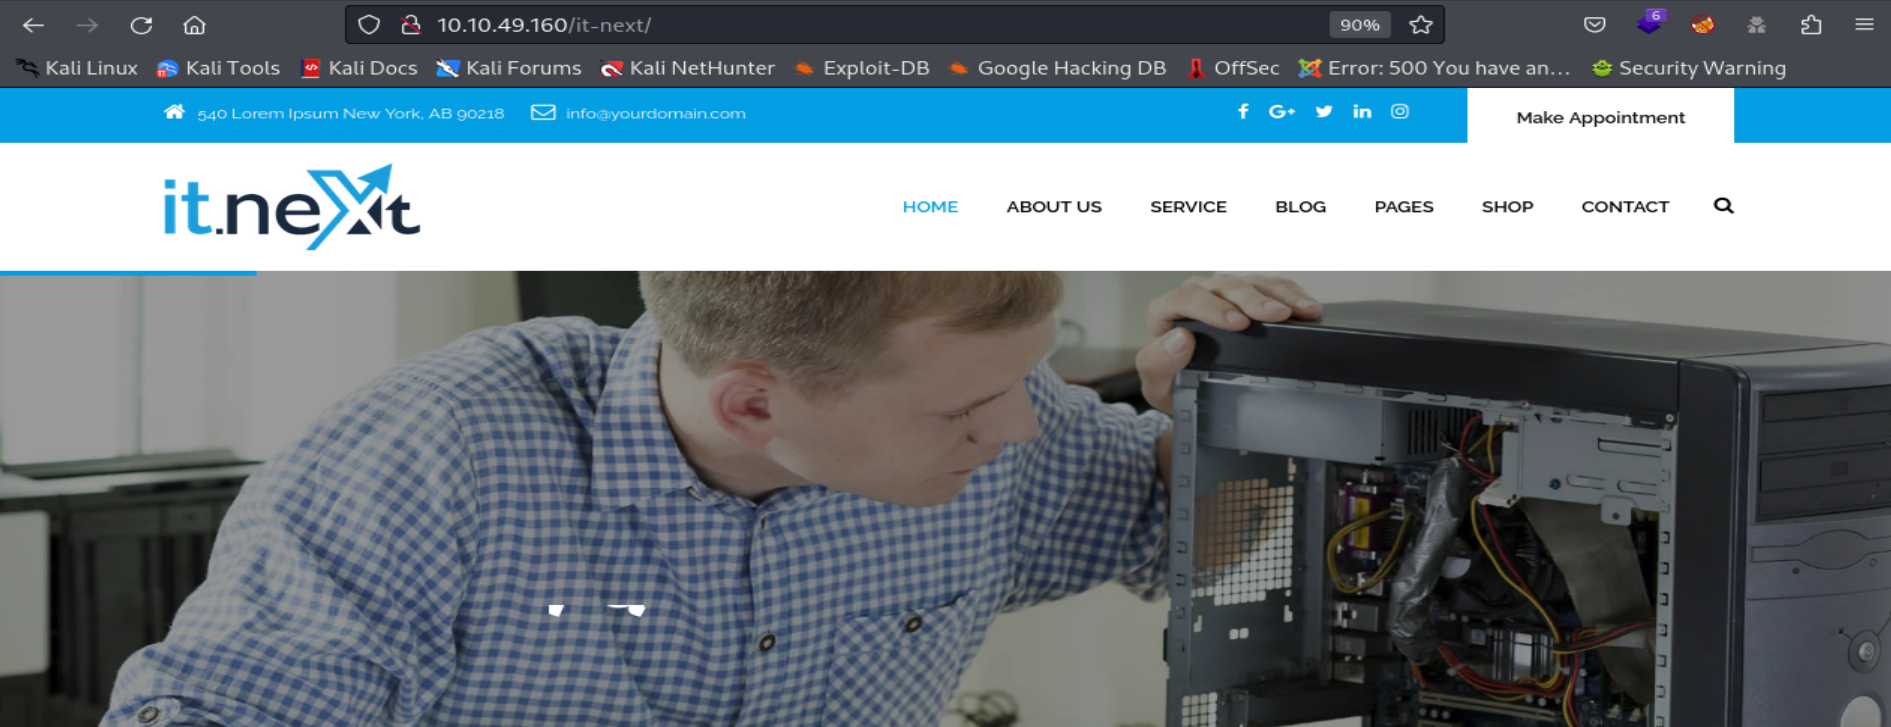 10.10.49.160/it-next/
90%
6
Kali Linux Kali Tools Kali Docs Kali Forums Kali NetHunter Exploit-DB Google Hacking DB OffSec Error: 500 You have an... Security Warning
540 Lorem Ipsum New York, AB 90218 info@yourdomain.com Make Appointment
it.next
HOME ABOUT US SERVICE BLOG PAGES SHOP CONTACT